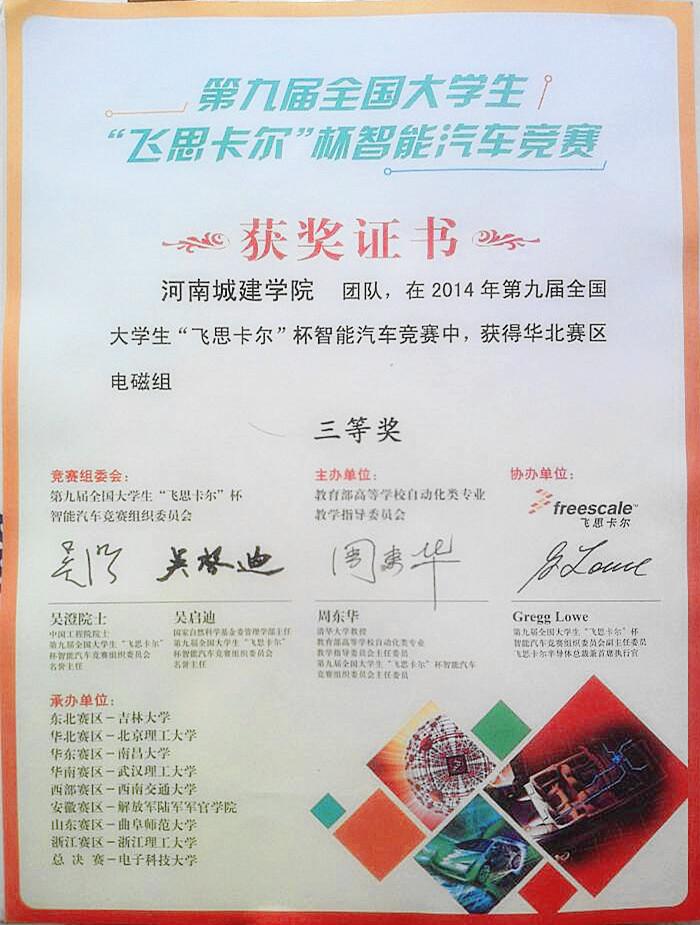 第九届全国大学生
“飞思卡尔”杯智能汽车竞赛
获奖证书
河南城建学院 团队，在 2014 年第九届全国
大学生“飞思卡尔”杯智能汽车竞赛中，获得华北赛区
电磁组
三等奖
竞赛组委会：
第九届全国大学生“飞思卡尔”杯
智能汽车竞赛组织委员会
主办单位：
教育部高等学校自动化类专业
教学指导委员会
协办单位：
freescale™
飞思卡尔
吴启迪
周东华
G Lowe
吴澄院士
中国工程院院士
第九届全国大学生“飞思卡尔”
杯智能汽车竞赛组织委员会
名誉主任
吴启迪
国家自然科学基金委管理学部主任
第九届全国大学生“飞思卡尔”
杯智能汽车竞赛组织委员会
名誉主任
周东华
清华大学教授
教育部高等学校自动化类专业
教学指导委员会主任委员
第九届全国大学生“飞思卡尔”杯智能汽车
竞赛组织委员会主任委员
Gregg Lowe
第九届全国大学生“飞思卡尔”杯
智能汽车竞赛组织委员会副主任委员
飞思卡尔半导体总裁兼首席执行官
承办单位：
东北赛区－吉林大学
华北赛区－北京理工大学
华东赛区－南昌大学
华南赛区－武汉理工大学
西部赛区－西南交通大学
安徽赛区－解放军陆军军官学院
山东赛区－曲阜师范大学
浙江赛区－浙江理工大学
总 决 赛－电子科技大学